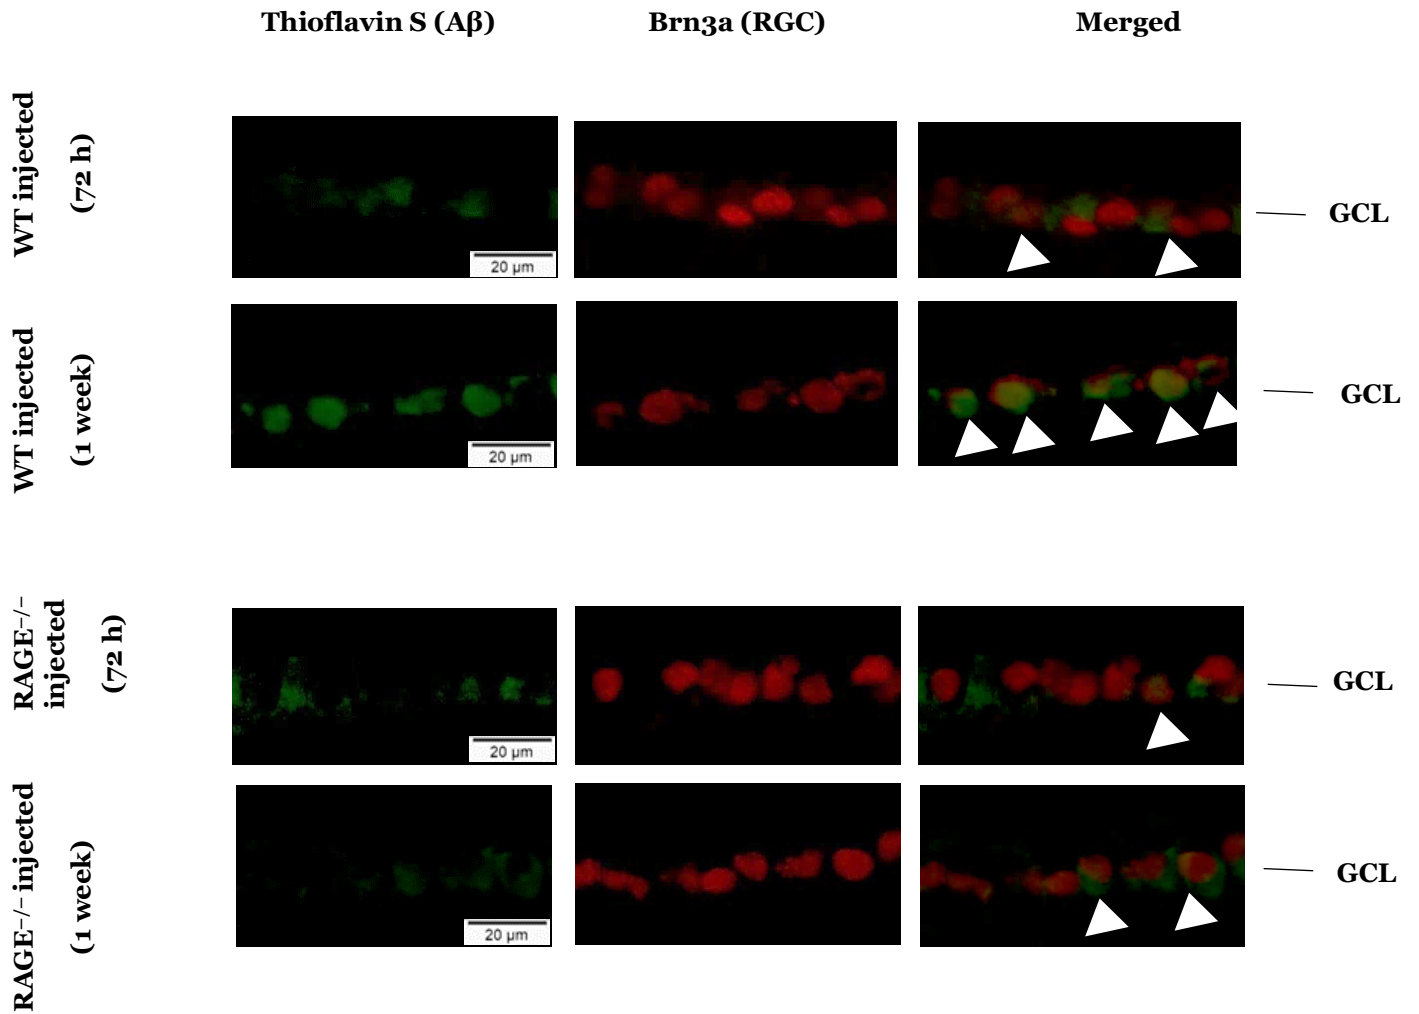 Thioflavin S (Aβ)
Brn3a (RGC)
Merged
WT injected
(72 h)
20 µm
GCL
WT injected
(1 week)
20 µm
GCL
RAGE⁻/⁻
injected
(72 h)
20 µm
GCL
RAGE⁻/⁻ injected
(1 week)
20 µm
GCL